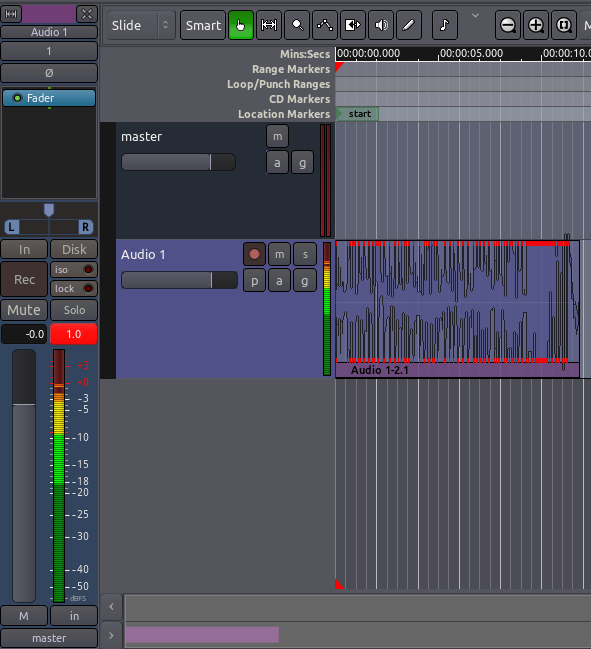 Audio 1
1
Ø
Fader
L R
In Disk
Rec iso
lock
Mute Solo
-0.0 1.0
+3
+0
-3
-5
-10
-15
-18
-20
-25
-30
-40
-50
dBFS
M in
master
Slide Smart
Mins:Secs 00:00:00.000 00:00:05.000 00:00:10.0
Range Markers
Loop/Punch Ranges
CD Markers
Location Markers start
master m
a g
Audio 1 m s
p a g
Audio 1-2.1